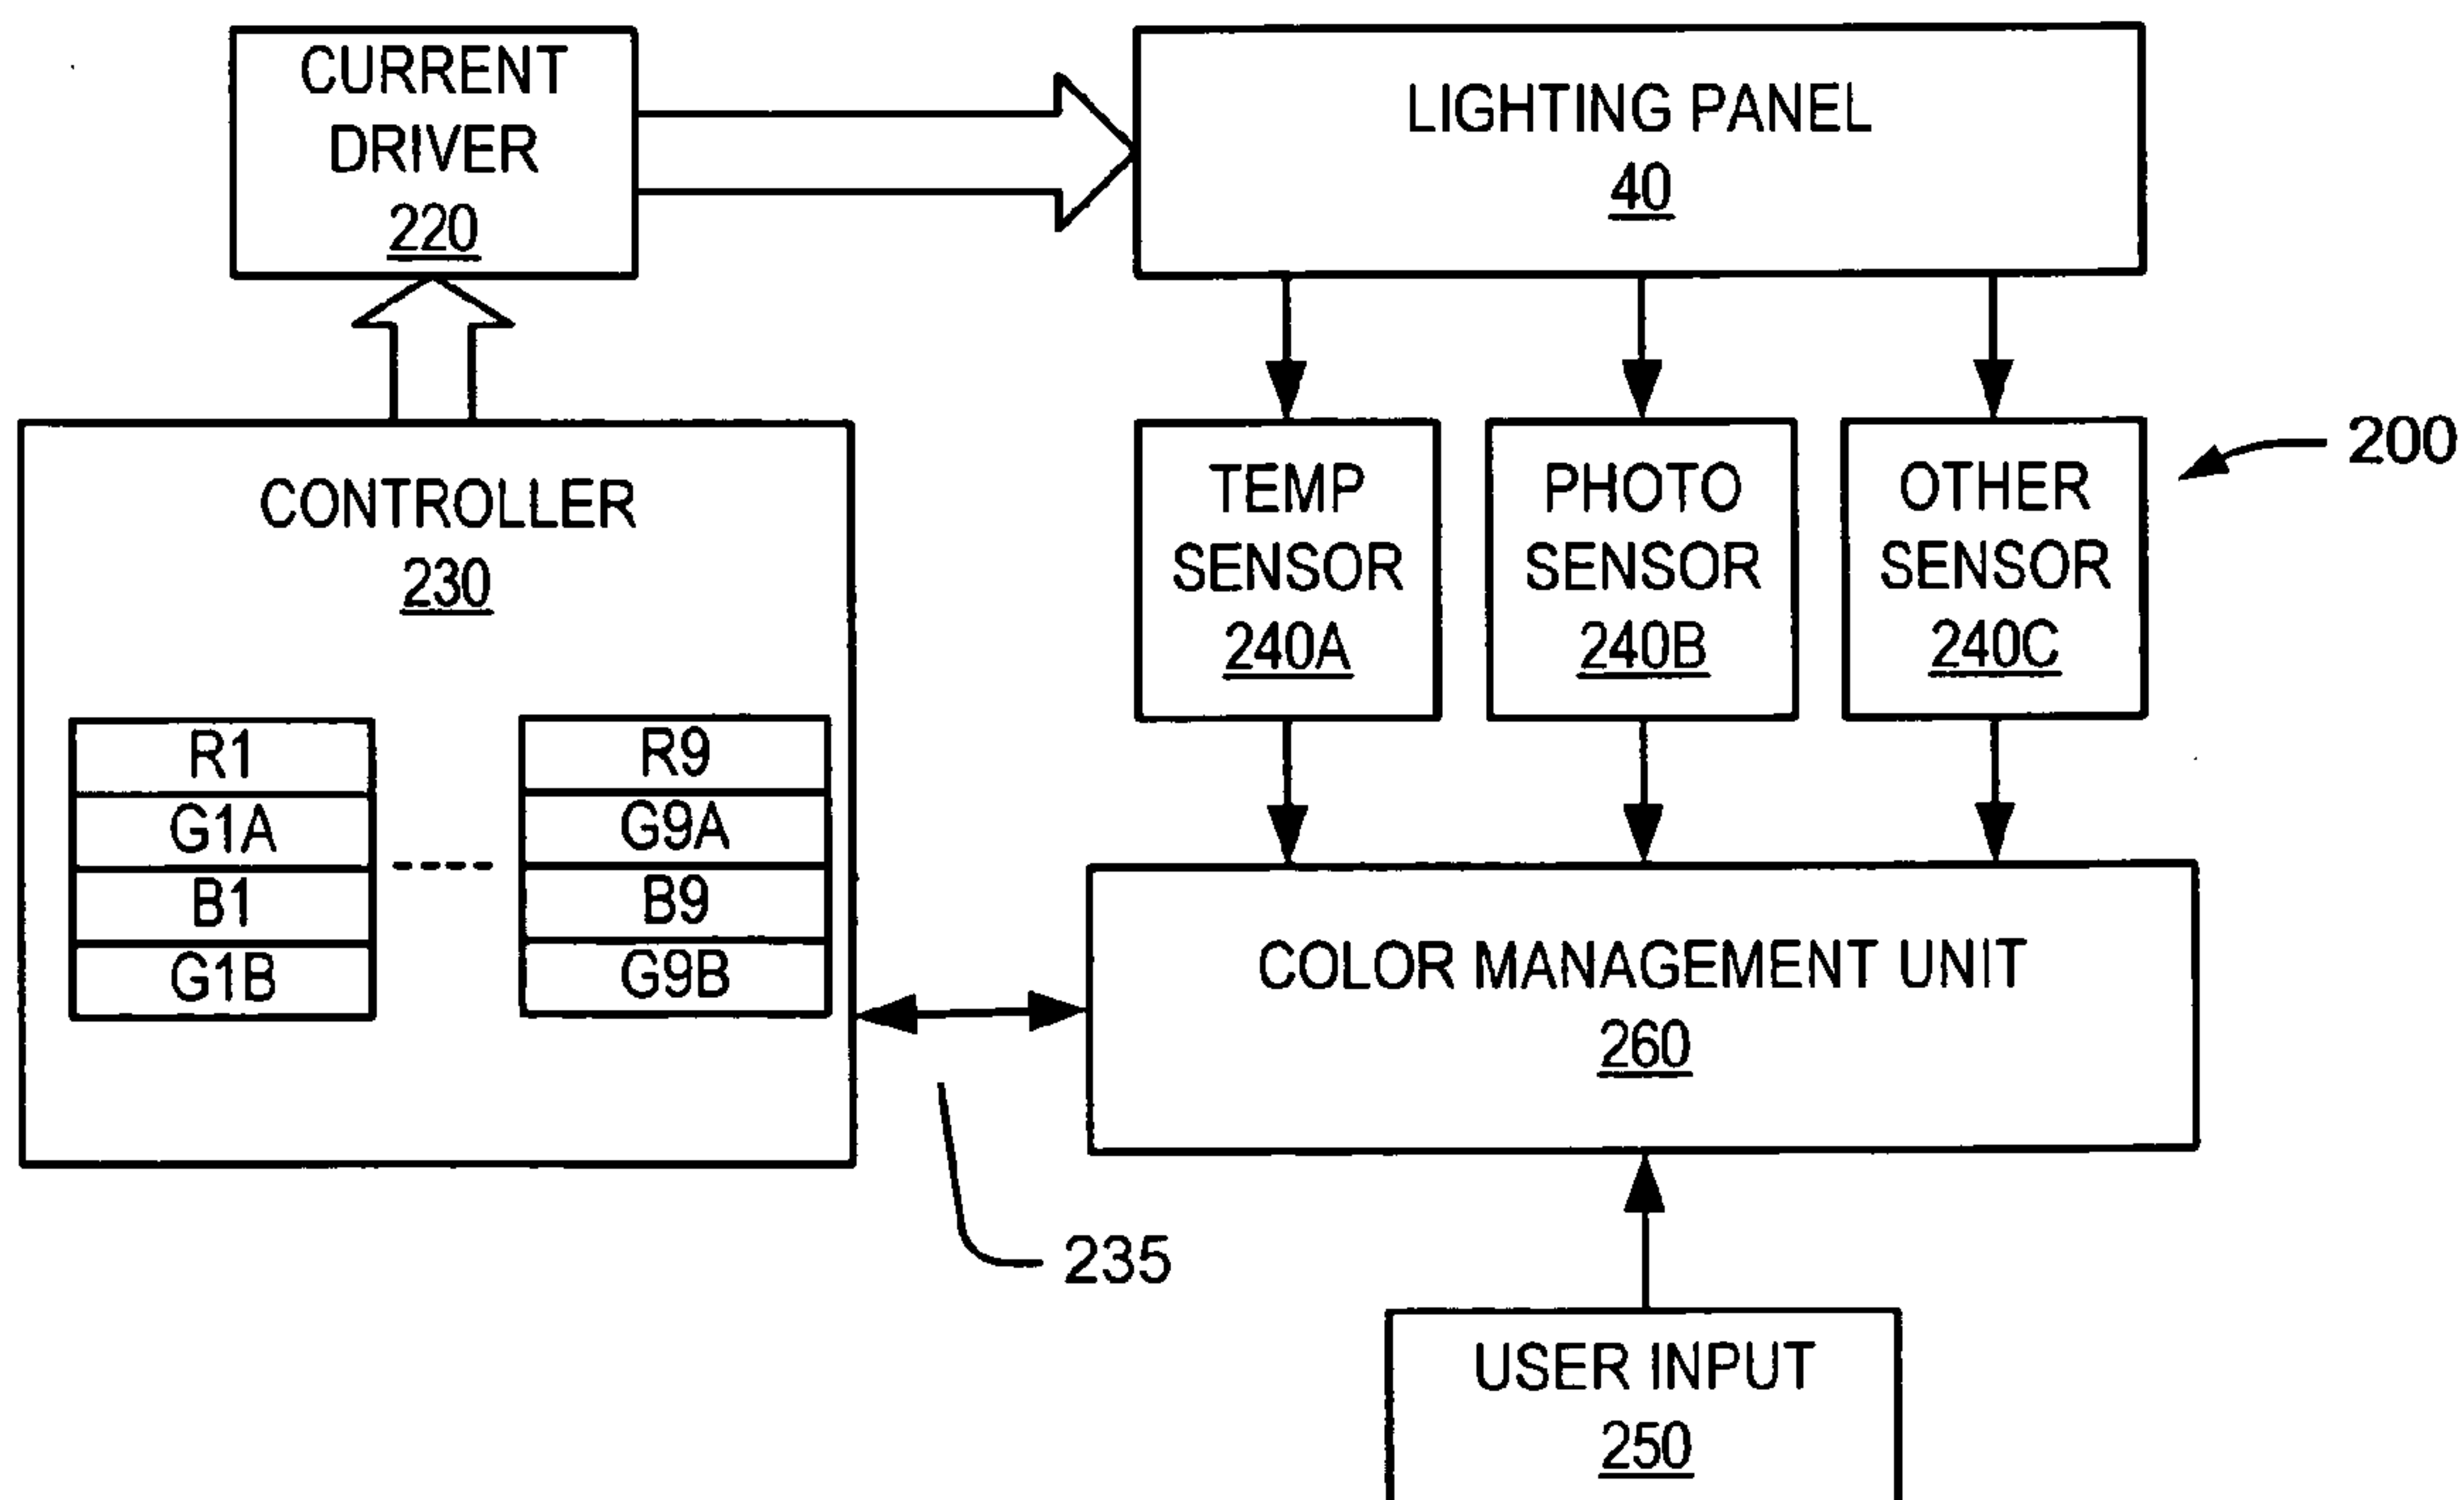 CURRENT
DRIVER
220
LIGHTING PANEL
40
CONTROLLER
230
TEMP
SENSOR
240A
PHOTO
SENSOR
240B
OTHER
SENSOR
240C
200
R1
G1A
B1
G1B
R9
G9A
B9
G9B
COLOR MANAGEMENT UNIT
260
235
USER INPUT
250